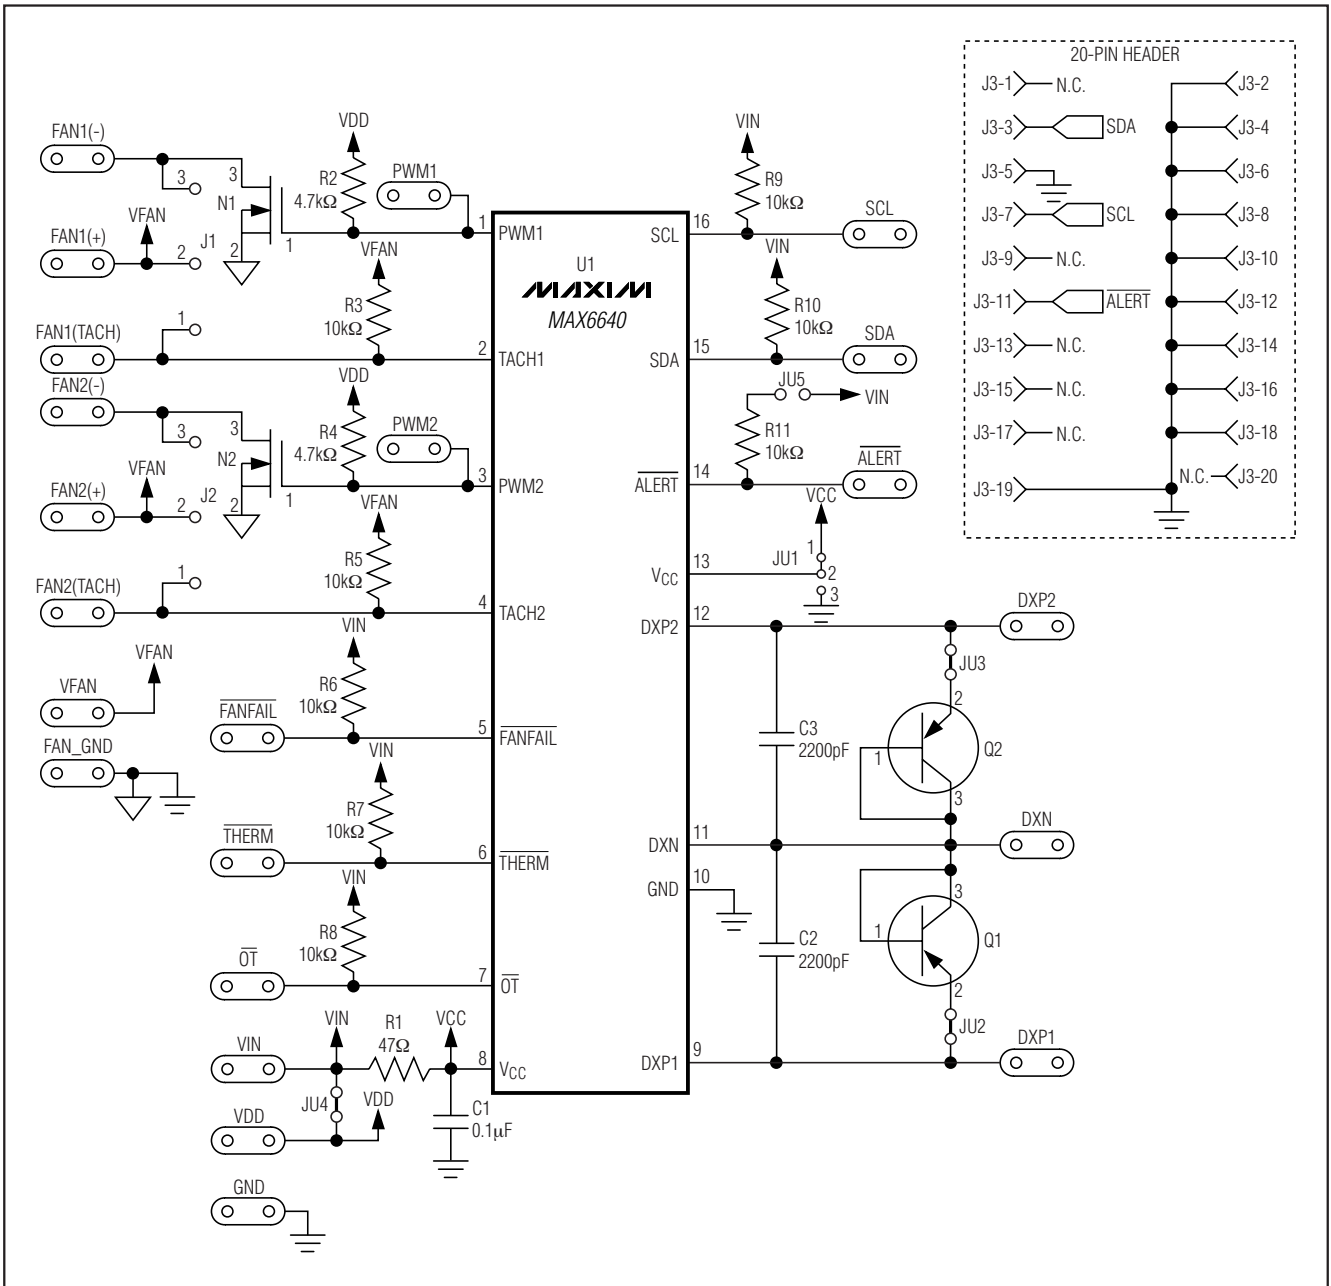 20-PIN HEADER
J3-1
N.C.
J3-2
J3-3
SDA
J3-4
J3-5
J3-6
J3-7
SCL
J3-8
J3-9
N.C.
J3-10
J3-11
ALERT
J3-12
J3-13
N.C.
J3-14
J3-15
N.C.
J3-16
J3-17
N.C.
J3-18
J3-19
N.C.
J3-20
FAN1(-)
3
3
N1
VFAN
J1
2
2
1
FAN1(+)
VDD
R2
4.7kΩ
PWM1
VFAN
R3
10kΩ
1
FAN1(TACH)
FAN2(-)
3
3
N2
VFAN
J2
2
2
1
FAN2(+)
VDD
R4
4.7kΩ
PWM2
VFAN
R5
10kΩ
1
FAN2(TACH)
VFAN
VFAN
FAN_GND
VIN
R6
10kΩ
FANFAIL
VIN
R7
10kΩ
THERM
VIN
R8
10kΩ
OT
VIN
VIN
R1
47Ω
VCC
JU4
VDD
VDD
C1
0.1µF
GND
U1
MAXIM
MAX6640
1
PWM1
2
TACH1
3
PWM2
4
TACH2
5
FANFAIL
6
THERM
7
OT
8
VCC
16
SCL
15
SDA
14
ALERT
13
VCC
12
DXP2
11
DXN
10
GND
9
DXP1
VIN
R9
10kΩ
SCL
VIN
R10
10kΩ
SDA
JU5
VIN
R11
10kΩ
ALERT
VCC
JU1
1
2
3
DXP2
JU3
2
C3
2200pF
1
Q2
3
DXN
3
C2
2200pF
1
Q1
2
JU2
DXP1